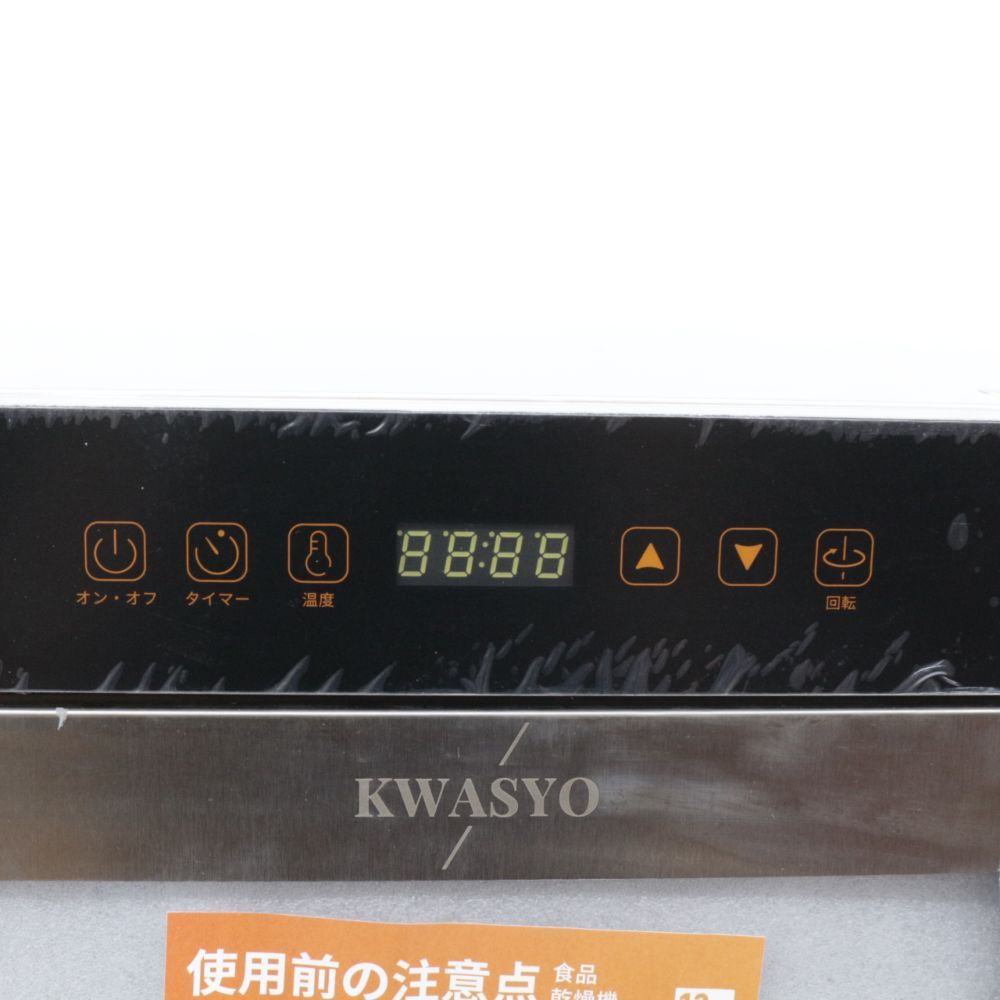 88:88
オン・オフ タイマー 温度 回転
KWASYO
使用前の注意点 食品
乾燥機